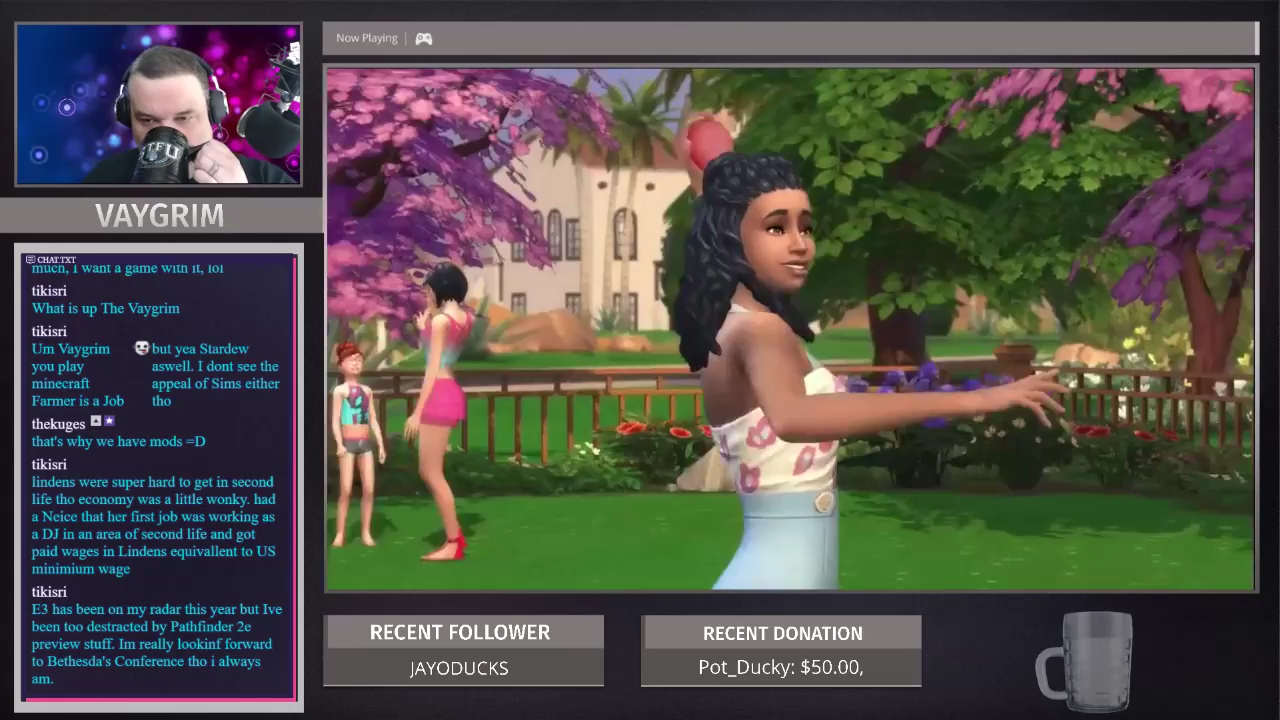 Now Playing
STFU
VAYGRIM
CHAT.TXT
much, I want a game with it, lol
tikisri
What is up The Vaygrim
tikisri
Um Vaygrim you play minecraft Farmer is a Job
but yea Stardew aswell. I dont see the appeal of Sims either tho
thekuges
that's why we have mods =D
tikisri
lindens were super hard to get in second
life tho economy was a little wonky. had
a Neice that her first job was working as
a DJ in an area of second life and got
paid wages in Lindens equivallent to US
minimium wage
tikisri
E3 has been on my radar this year but Ive
been too destracted by Pathfinder 2e
preview stuff. Im really lookinf forward
to Bethesda's Conference tho i always
am.
RECENT FOLLOWER
JAYODUCKS
RECENT DONATION
Pot_Ducky: $50.00,